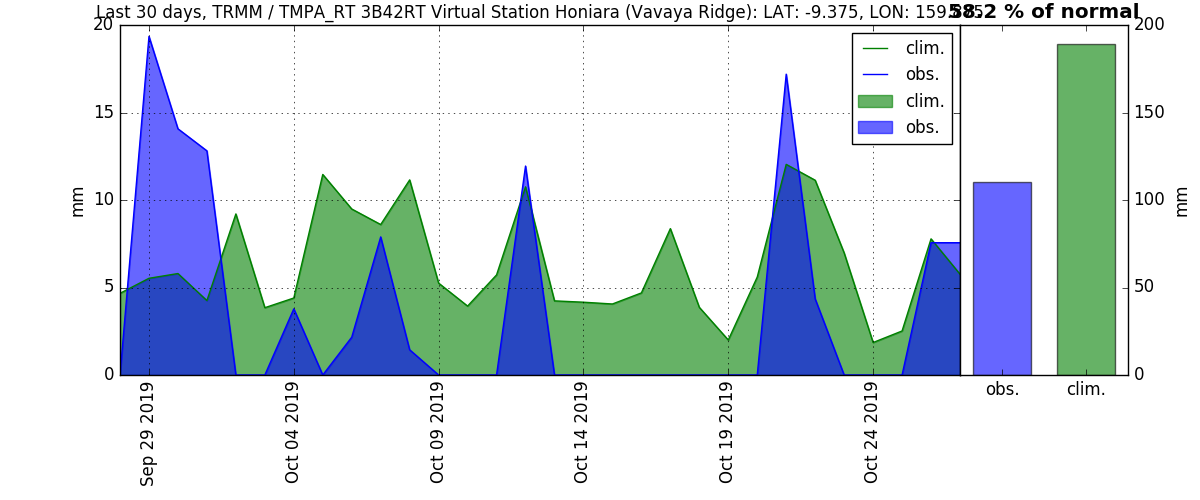 Last 30 days, TRMM / TMPA_RT 3B42RT Virtual Station Honiara (Vavaya Ridge): LAT: -9.375, LON:
58.2 % of normal
20
15
10
5
0
mm
clim.
obs.
clim.
obs.
200
150
100
50
0
mm
obs.
clim.
Sep 29 2019
Oct 04 2019
Oct 09 2019
Oct 14 2019
Oct 19 2019
Oct 24 2019